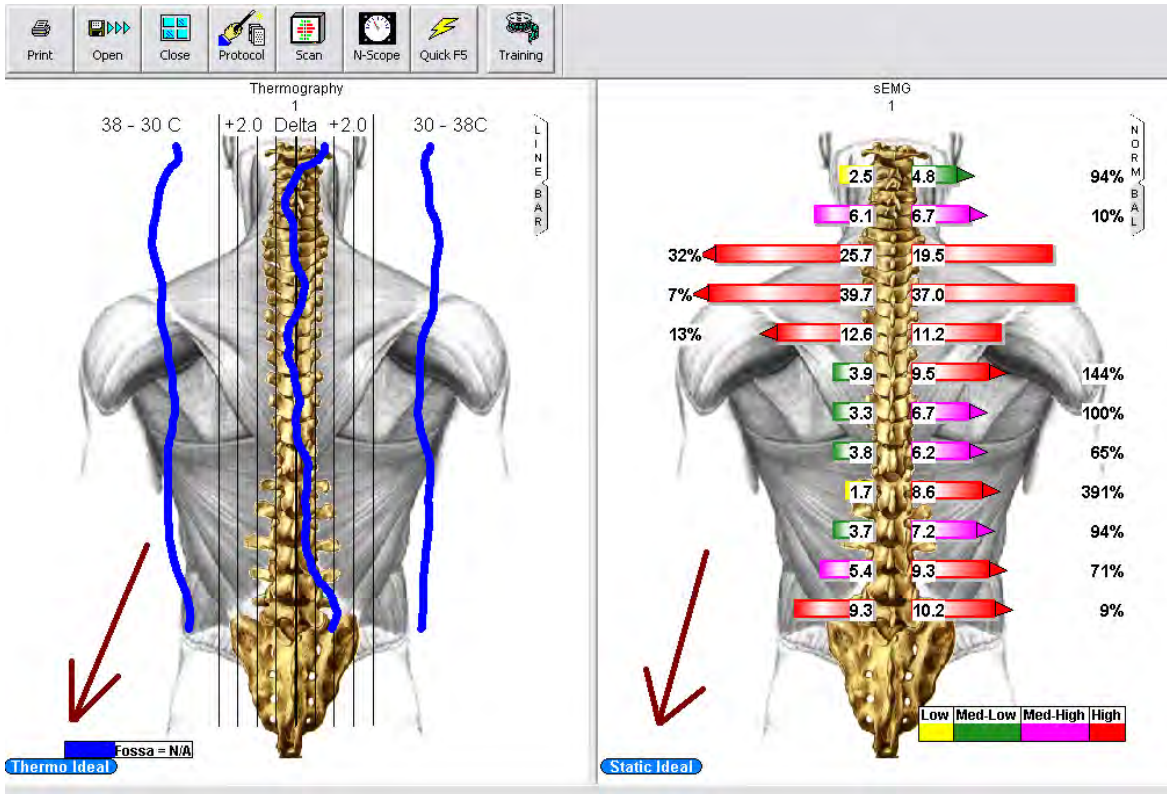 Print Open Close Protocol Scan N-Scope Quick F5 Training
Thermography
1
38 - 30 C +2.0 Delta +2.0 30 - 38C
LINE
BAR
Fossa = N/A
Thermo Ideal
sEMG
1
NORM
BAL
2.5 4.8 94%
6.1 6.7 10%
32% 25.7 19.5
7% 39.7 37.0
13% 12.6 11.2
3.9 9.5 144%
3.3 6.7 100%
3.8 6.2 65%
1.7 8.6 391%
3.7 7.2 94%
5.4 9.3 71%
9.3 10.2 9%
Low Med-Low Med-High High
Static Ideal